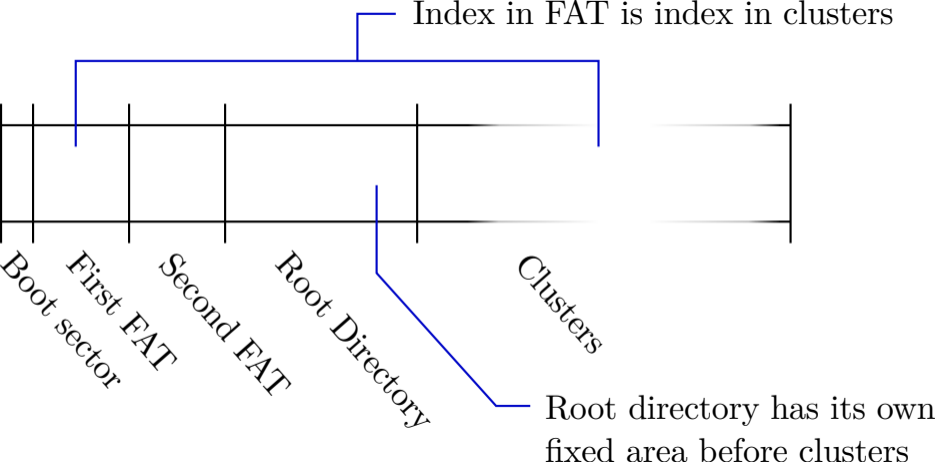 Index in FAT is index in clusters
Boot sector
First FAT
Second FAT
Root Directory
Clusters
Root directory has its own
fixed area before clusters